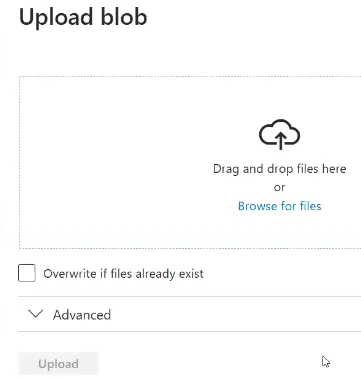 Upload blob
Drag and drop files here
or
Browse for files
Overwrite if files already exist
Advanced
Upload